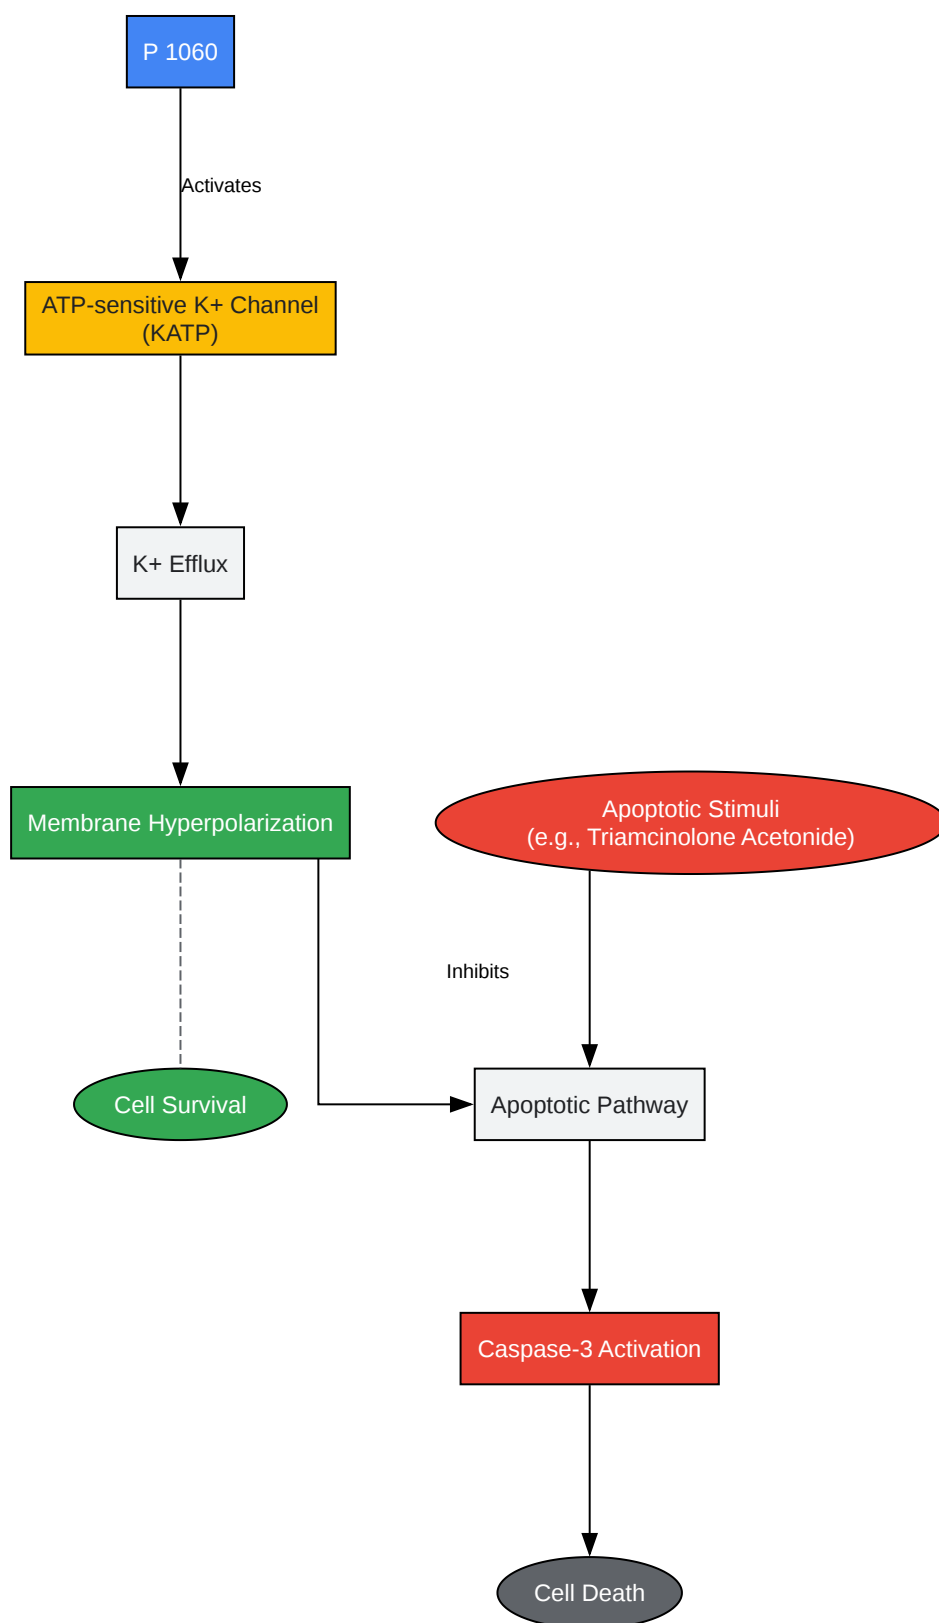 P 1060
Activates
ATP-sensitive K+ Channel
(KATP)
K+ Efflux
Membrane Hyperpolarization
Apoptotic Stimuli
(e.g., Triamcinolone Acetonide)
Inhibits
Cell Survival
Apoptotic Pathway
Caspase-3 Activation
Cell Death